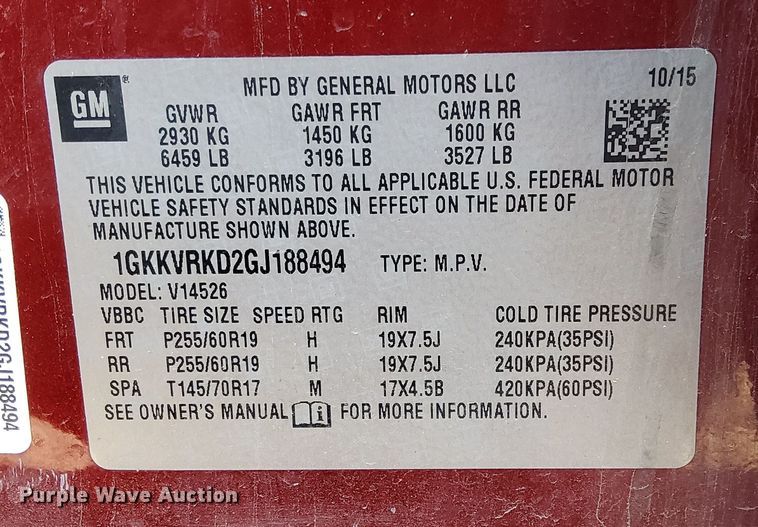 GM
MFD BY GENERAL MOTORS LLC 10/15
GVWR GAWR FRT GAWR RR
2930 KG 1450 KG 1600 KG
6459 LB 3196 LB 3527 LB
THIS VEHICLE CONFORMS TO ALL APPLICABLE U.S. FEDERAL MOTOR
VEHICLE SAFETY STANDARDS IN EFFECT ON THE DATE OF
MANUFACTURE SHOWN ABOVE.
1GKKVRKD2GJ188494 TYPE: M.P.V.
MODEL: V14526
VBBC TIRE SIZE SPEED RTG RIM COLD TIRE PRESSURE
FRT P255/60R19 H 19X7.5J 240KPA(35PSI)
RR P255/60R19 H 19X7.5J 240KPA(35PSI)
SPA T145/70R17 M 17X4.5B 420KPA(60PSI)
SEE OWNER'S MANUAL i FOR MORE INFORMATION.
Purple Wave Auction